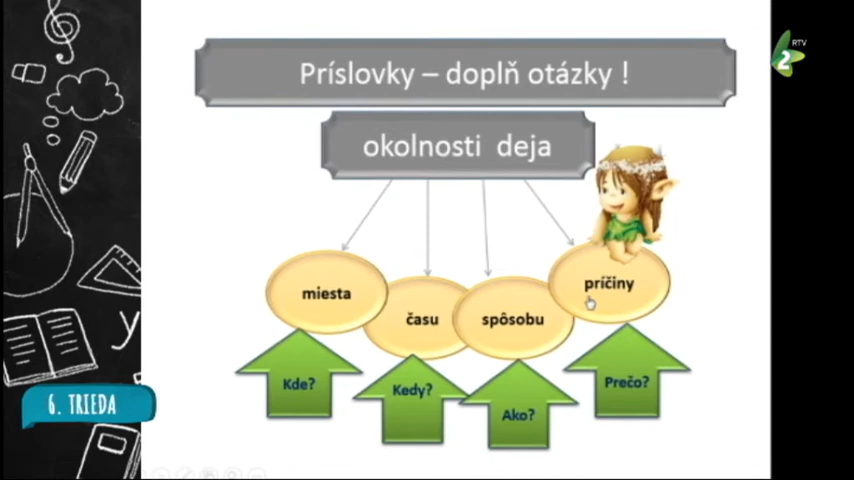 Príslovky – doplň otázky !
RTV
2
okolnosti deja
miesta
času
spôsobu
príčiny
Kde?
Kedy?
Ako?
Prečo?
y
6. TRIEDA